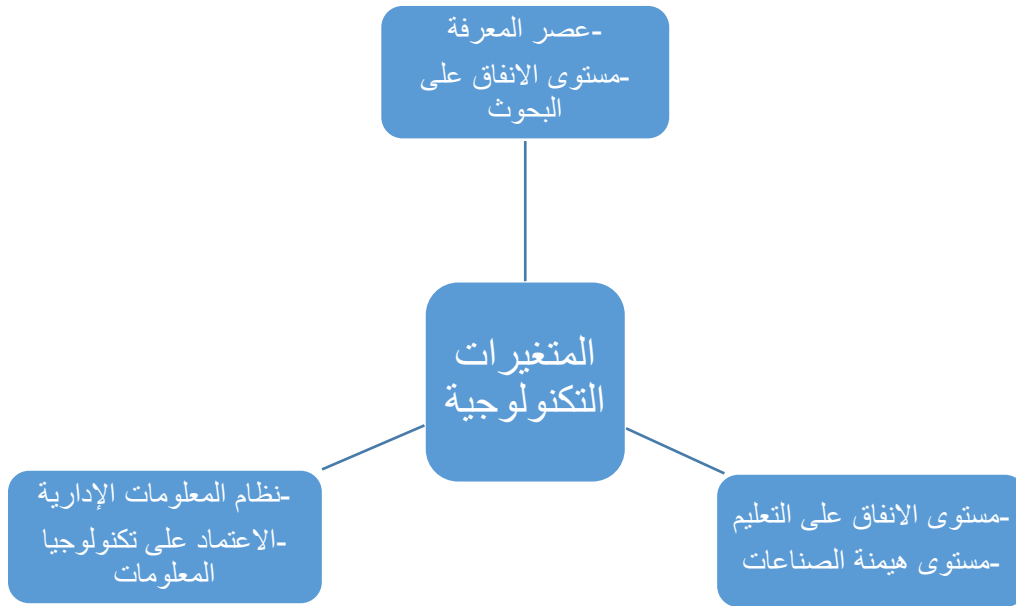 -عصر المعرفة
-مستوى الانفاق على
البحوث
المتغيرات
التكنولوجية
-مستوى الانفاق على التعليم
-مستوى هيمنة الصناعات
-نظام المعلومات الإدارية
-الاعتماد على تكنولوجيا
المعلومات